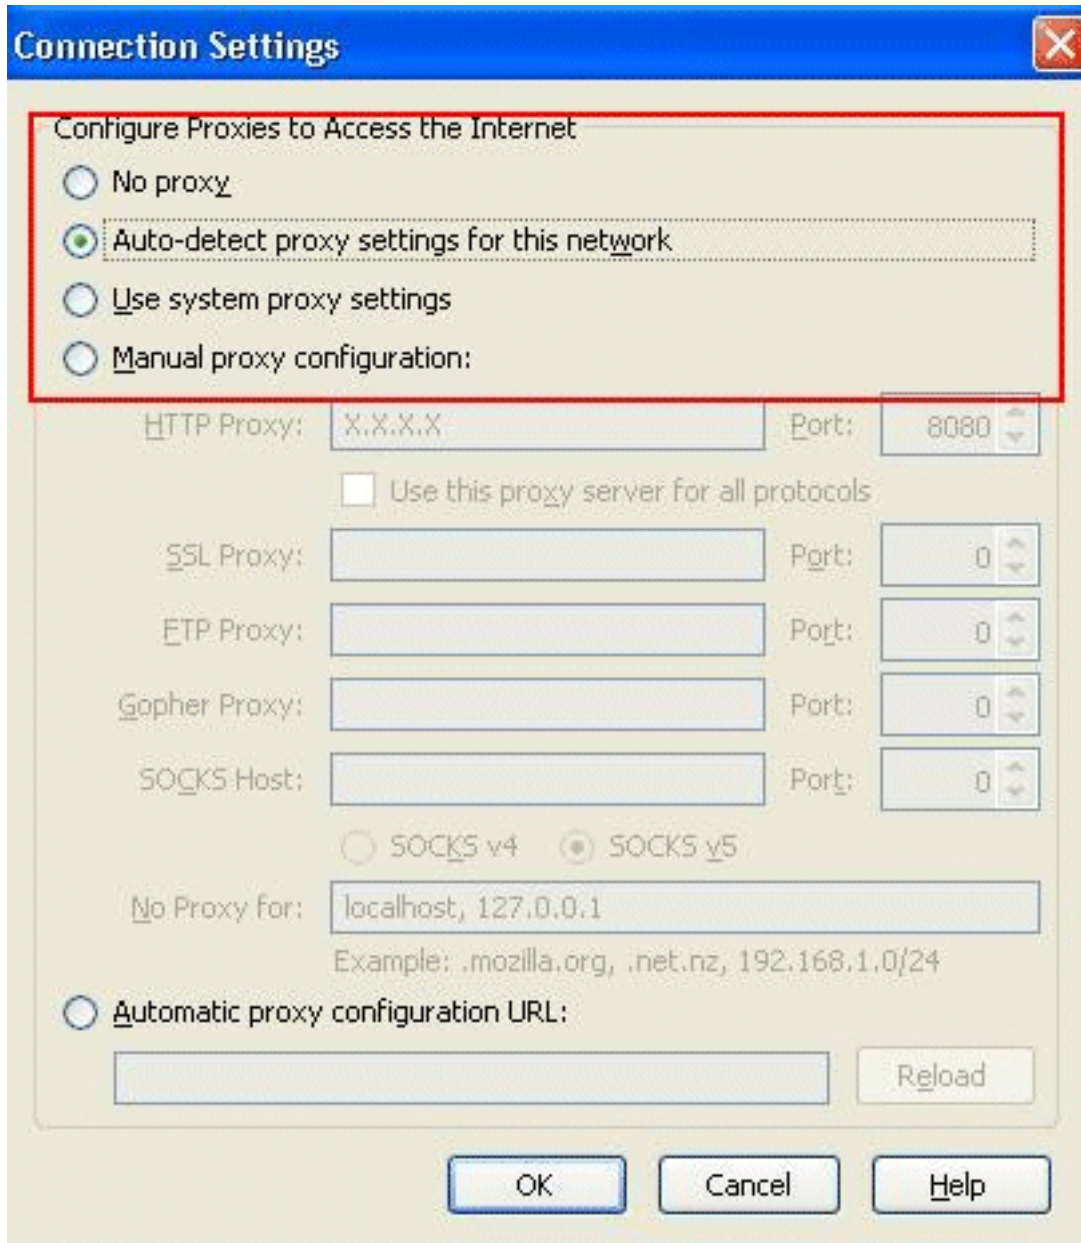 Connection Settings
Configure Proxies to Access the Internet
No proxy
Auto-detect proxy settings for this network
Use system proxy settings
Manual proxy configuration:
HTTP Proxy: X.X.X.X Port: 8080
Use this proxy server for all protocols
SSL Proxy: Port: 0
FTP Proxy: Port: 0
Gopher Proxy: Port: 0
SOCKS Host: Port: 0
SOCKS v4 SOCKS v5
No Proxy for: localhost, 127.0.0.1
Example: .mozilla.org, .net.nz, 192.168.1.0/24
Automatic proxy configuration URL:
Reload
OK Cancel Help